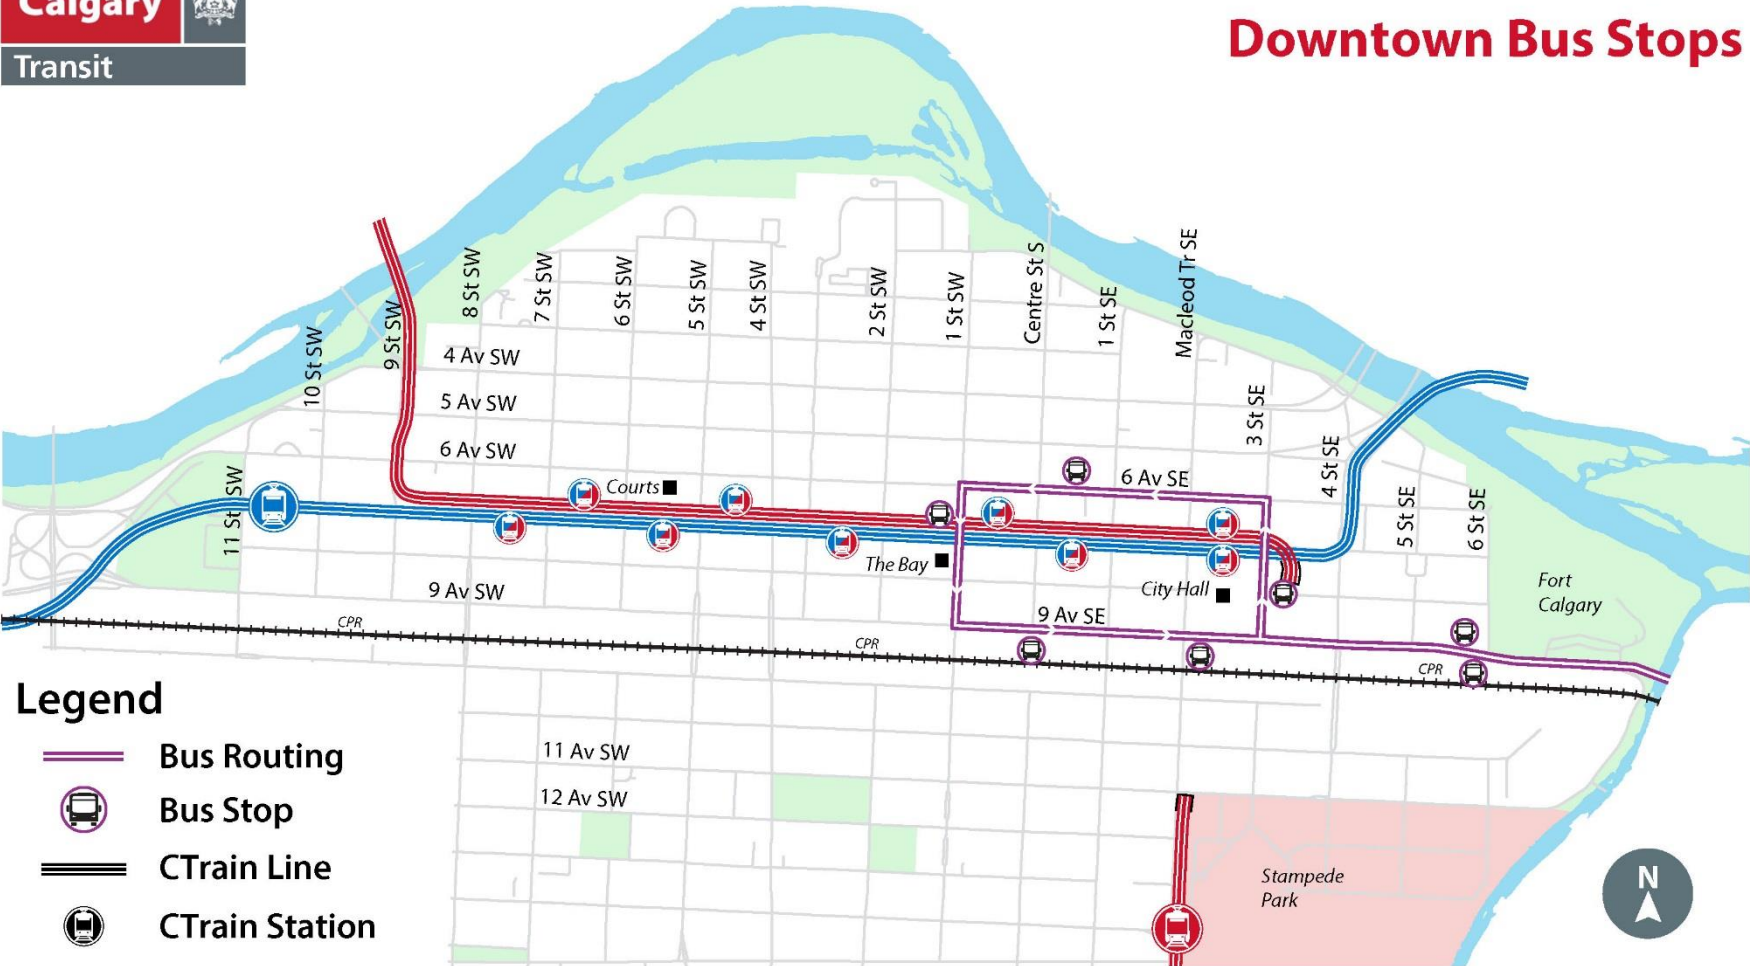 Calgary
Transit
Downtown Bus Stops
10 St SW
9 St SW
8 St SW
7 St SW
6 St SW
5 St SW
4 St SW
2 St SW
1 St SW
Centre St S
1 St SE
Macleod Tr SE
3 St SE
4 St SE
5 St SE
6 St SE
11 St SW
4 Av SW
5 Av SW
6 Av SW
6 Av SE
Courts
The Bay
City Hall
9 Av SW
9 Av SE
Fort
Calgary
CPR
CPR
CPR
11 Av SW
12 Av SW
Stampede
Park
Legend
Bus Routing
Bus Stop
CTrain Line
CTrain Station
N